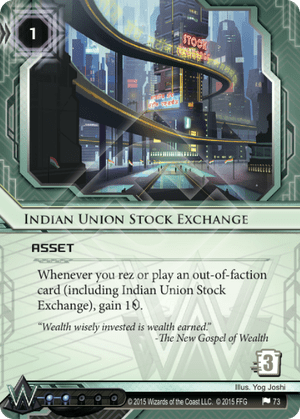 1
STOCK
INDIAN UNION STOCK EXCHANGE
ASSET
Whenever you rez or play an out-of-faction
card (including Indian Union Stock
Exchange), gain 1
"Wealth wisely invested is wealth earned."
-The New Gospel of Wealth
3
Illus. Yog Joshi
© 2015 Wizards of the Coast LLC. © 2015 FFG 73